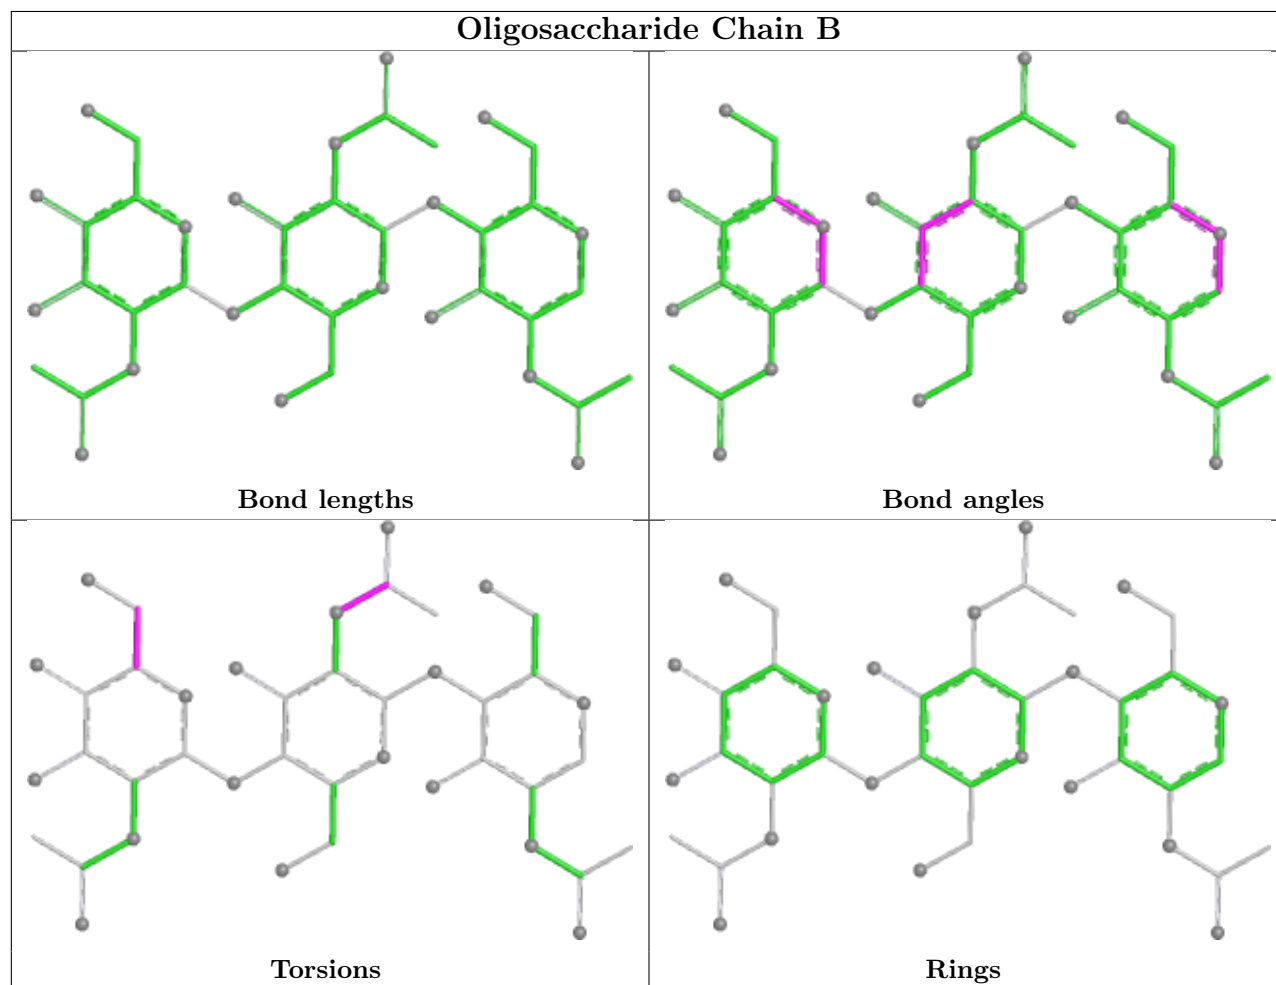 Oligosaccharide Chain B
Bond lengths
Bond angles
Torsions
Rings